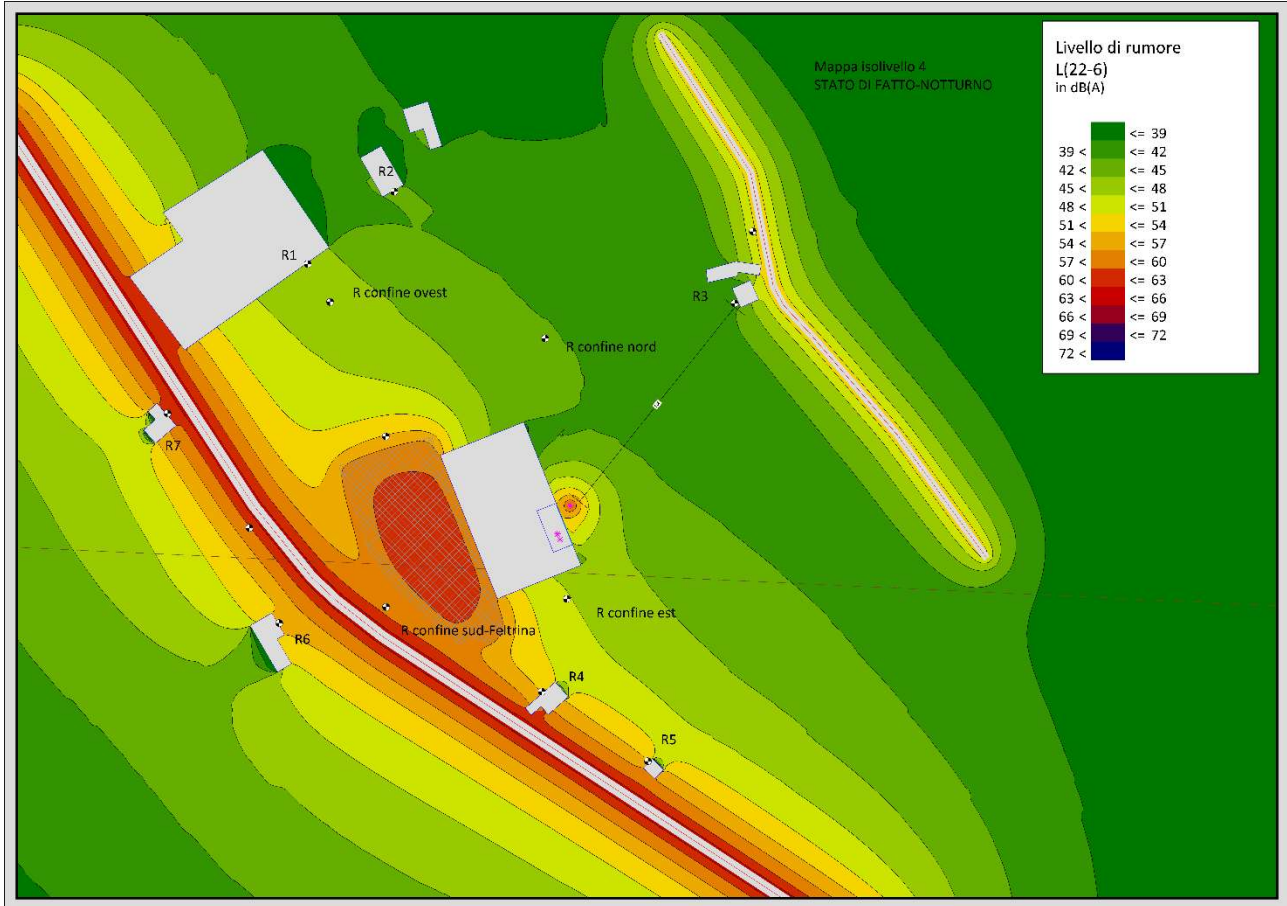 Mappa isolivello 4
STATO DI FATTO-NOTTURNO
Livello di rumore
L(22-6)
in dB(A)
<= 39
39 < <= 42
42 < <= 45
45 < <= 48
48 < <= 51
51 < <= 54
54 < <= 57
57 < <= 60
60 < <= 63
63 < <= 66
66 < <= 69
69 < <= 72
72 <
R2
R1
R confine ovest
R3
R confine nord
R7
R confine est
R confine sud-Feltrina
R6
R4
R5